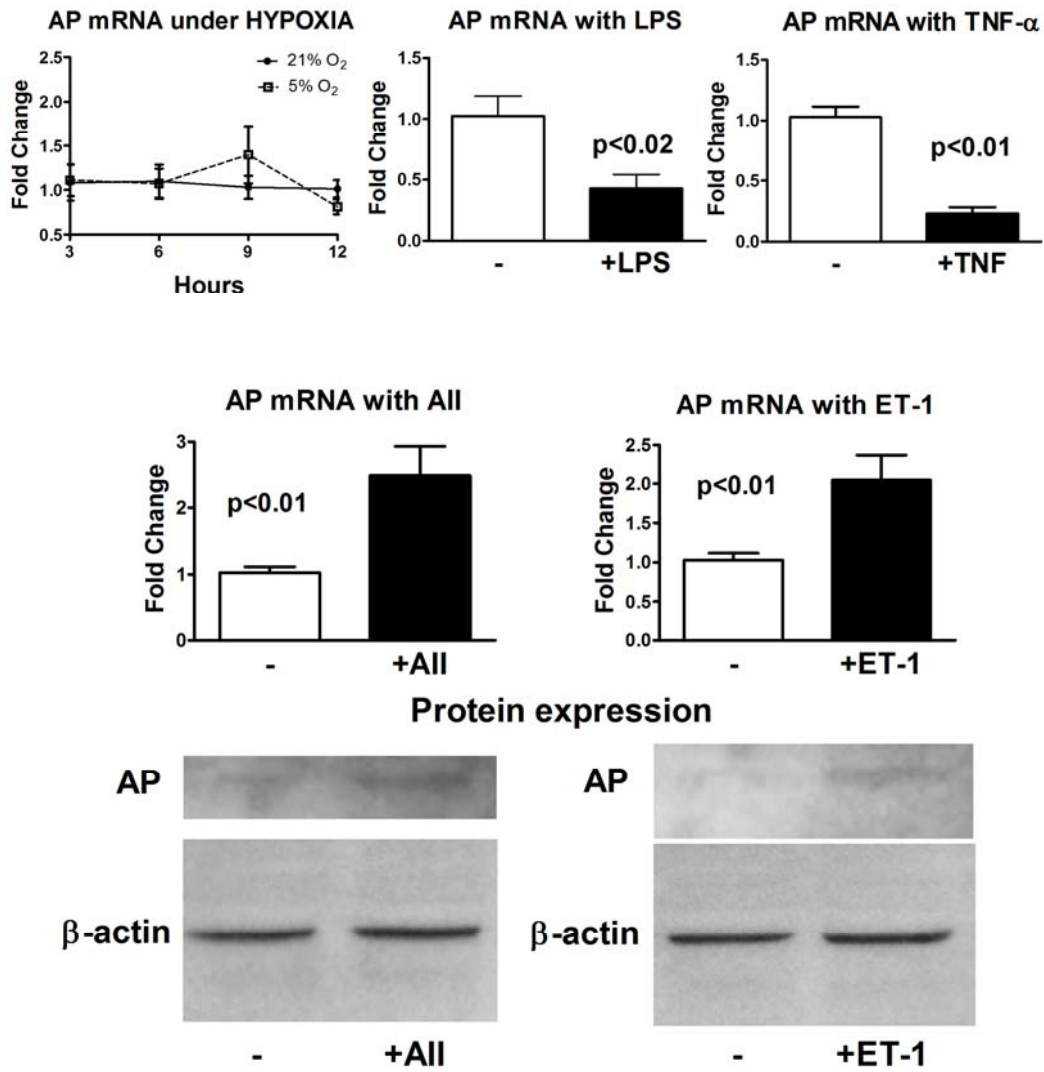 AP mRNA under HYPOXIA
Fold Change
2.5
2.0
1.5
1.0
0.5
21% O₂
5% O₂
3 6 9 12
Hours
AP mRNA with LPS
Fold Change
1.5
1.0
0.5
0.0
p<0.02
- +LPS
AP mRNA with TNF-α
Fold Change
1.5
1.0
0.5
0.0
p<0.01
- +TNF
AP mRNA with AII
Fold Change
3
2
1
0
p<0.01
- +AII
AP mRNA with ET-1
Fold Change
2.5
2.0
1.5
1.0
0.5
0.0
p<0.01
- +ET-1
Protein expression
AP
β-actin
- +AII
AP
β-actin
- +ET-1